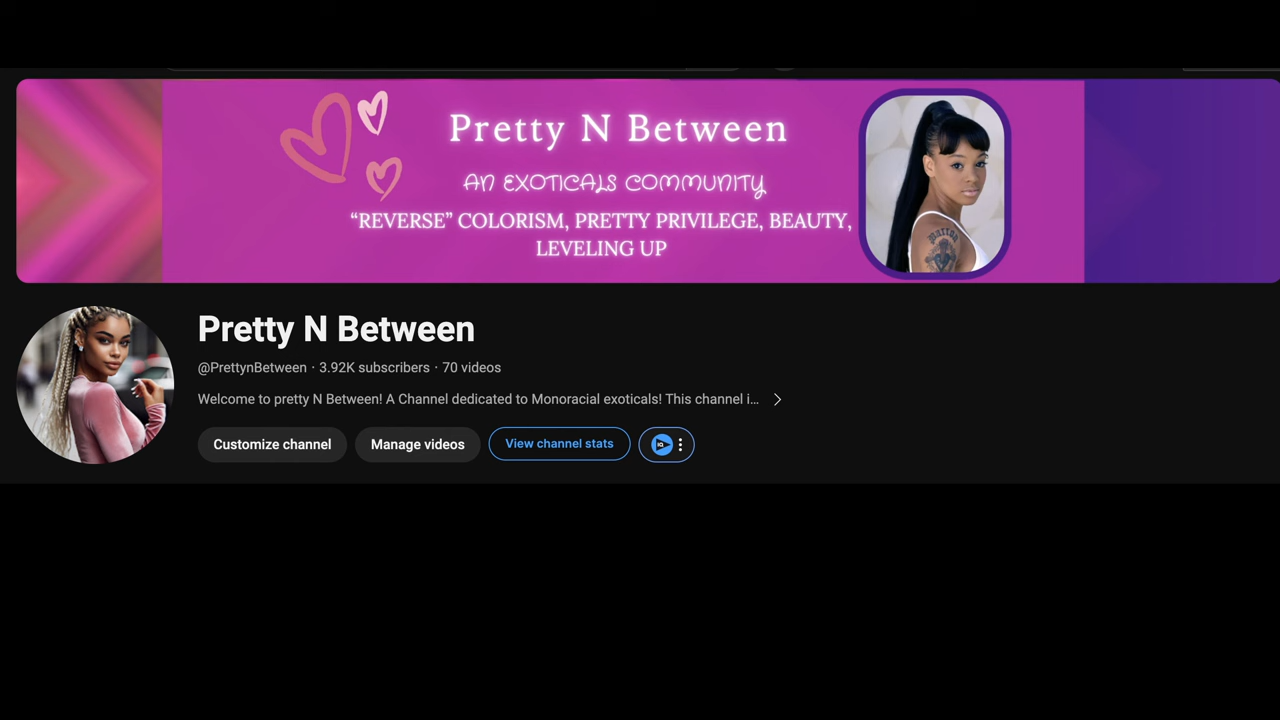 Pretty N Between
AN EXOTICALS COMMUNITY
“REVERSE” COLORISM, PRETTY PRIVILEGE, BEAUTY,
LEVELING UP
Pretty N Between
@PrettynBetween · 3.92K subscribers · 70 videos
Welcome to pretty N Between! A Channel dedicated to Monoracial exoticals! This channel i...
Customize channel
Manage videos
View channel stats